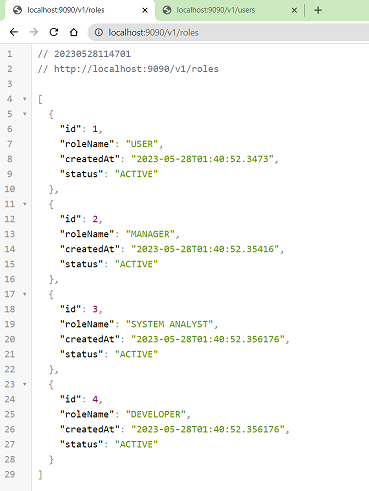 localhost:9090/v1/roles
localhost:9090/v1/users
localhost:9090/v1/roles
1 // 20230528114701
2 // http://localhost:9090/v1/roles
3
4 [
5 {
6 "id": 1,
7 "roleName": "USER",
8 "createdAt": "2023-05-28T01:40:52.3473",
9 "status": "ACTIVE"
10 },
11 {
12 "id": 2,
13 "roleName": "MANAGER",
14 "createdAt": "2023-05-28T01:40:52.35416",
15 "status": "ACTIVE"
16 },
17 {
18 "id": 3,
19 "roleName": "SYSTEM ANALYST",
20 "createdAt": "2023-05-28T01:40:52.356176",
21 "status": "ACTIVE"
22 },
23 {
24 "id": 4,
25 "roleName": "DEVELOPER",
26 "createdAt": "2023-05-28T01:40:52.356176",
27 "status": "ACTIVE"
28 }
29 ]